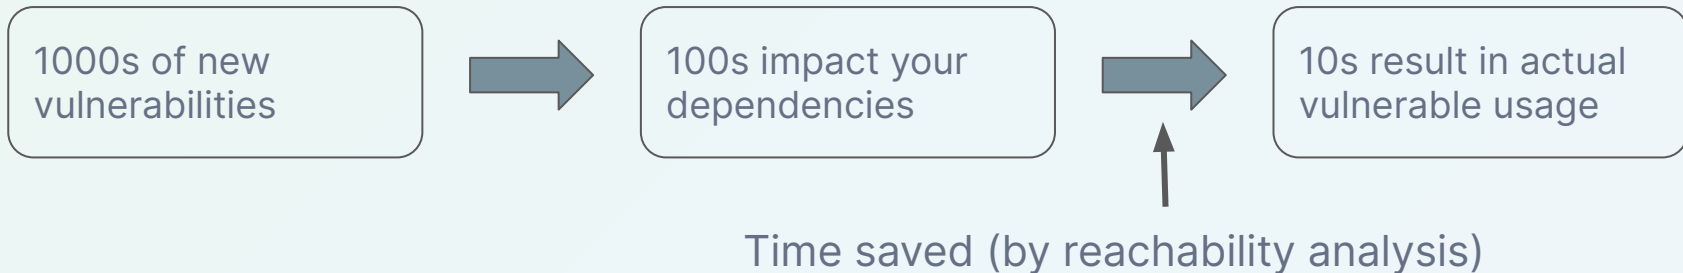 1000s of new
vulnerabilities
100s impact your
dependencies
10s result in actual
vulnerable usage
Time saved (by reachability analysis)